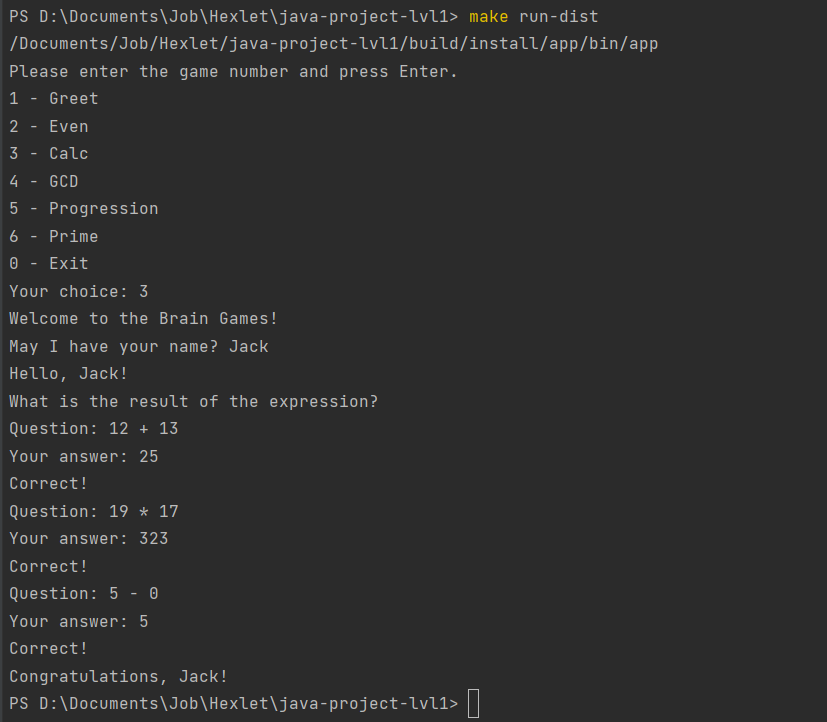 PS D:\Documents\Job\Hexlet\java-project-lvl1> make run-dist
/Documents/Job/Hexlet/java-project-lvl1/build/install/app/bin/app
Please enter the game number and press Enter.
1 - Greet
2 - Even
3 - Calc
4 - GCD
5 - Progression
6 - Prime
0 - Exit
Your choice: 3
Welcome to the Brain Games!
May I have your name? Jack
Hello, Jack!
What is the result of the expression?
Question: 12 + 13
Your answer: 25
Correct!
Question: 19 * 17
Your answer: 323
Correct!
Question: 5 - 0
Your answer: 5
Correct!
Congratulations, Jack!
PS D:\Documents\Job\Hexlet\java-project-lvl1>